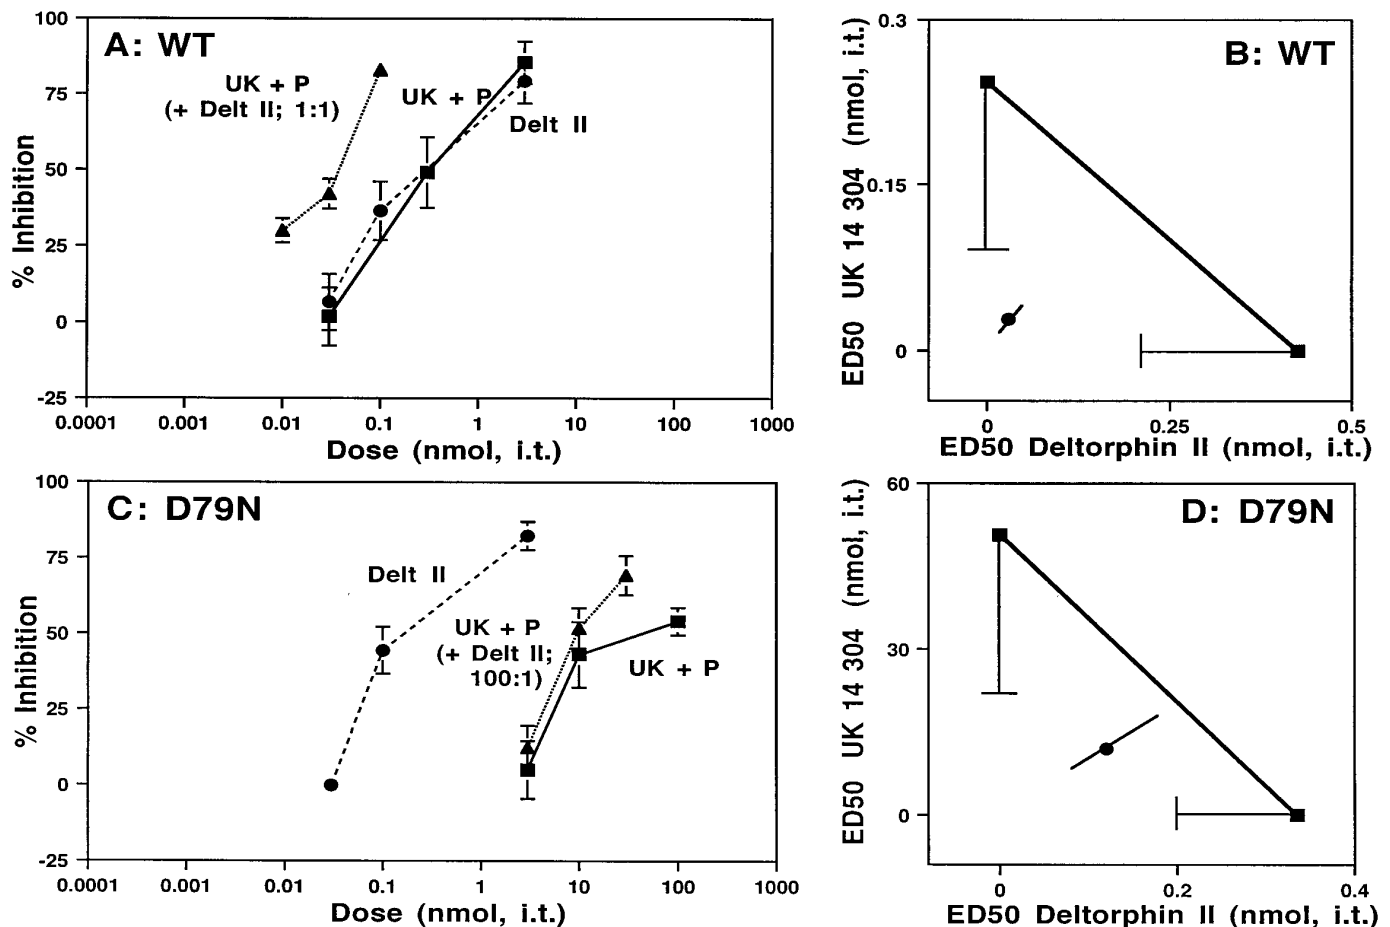 A: WT
100
75
50
25
0
-25
% Inhibition
UK + P
(+ Delt II; 1:1)
UK + P
Delt II
0.0001
0.001
0.01
0.1
1
10
100
1000
Dose (nmol, i.t.)
B: WT
0.3
0.15
0
ED50 UK 14 304 (nmol, i.t.)
0
0.25
0.5
ED50 Deltorphin II (nmol, i.t.)
C: D79N
100
75
50
25
0
-25
% Inhibition
Delt II
UK + P
(+ Delt II;
100:1)
UK + P
0.0001
0.001
0.01
0.1
1
10
100
1000
Dose (nmol, i.t.)
D: D79N
60
30
0
ED50 UK 14 304 (nmol, i.t.)
0
0.2
0.4
ED50 Deltorphin II (nmol, i.t.)